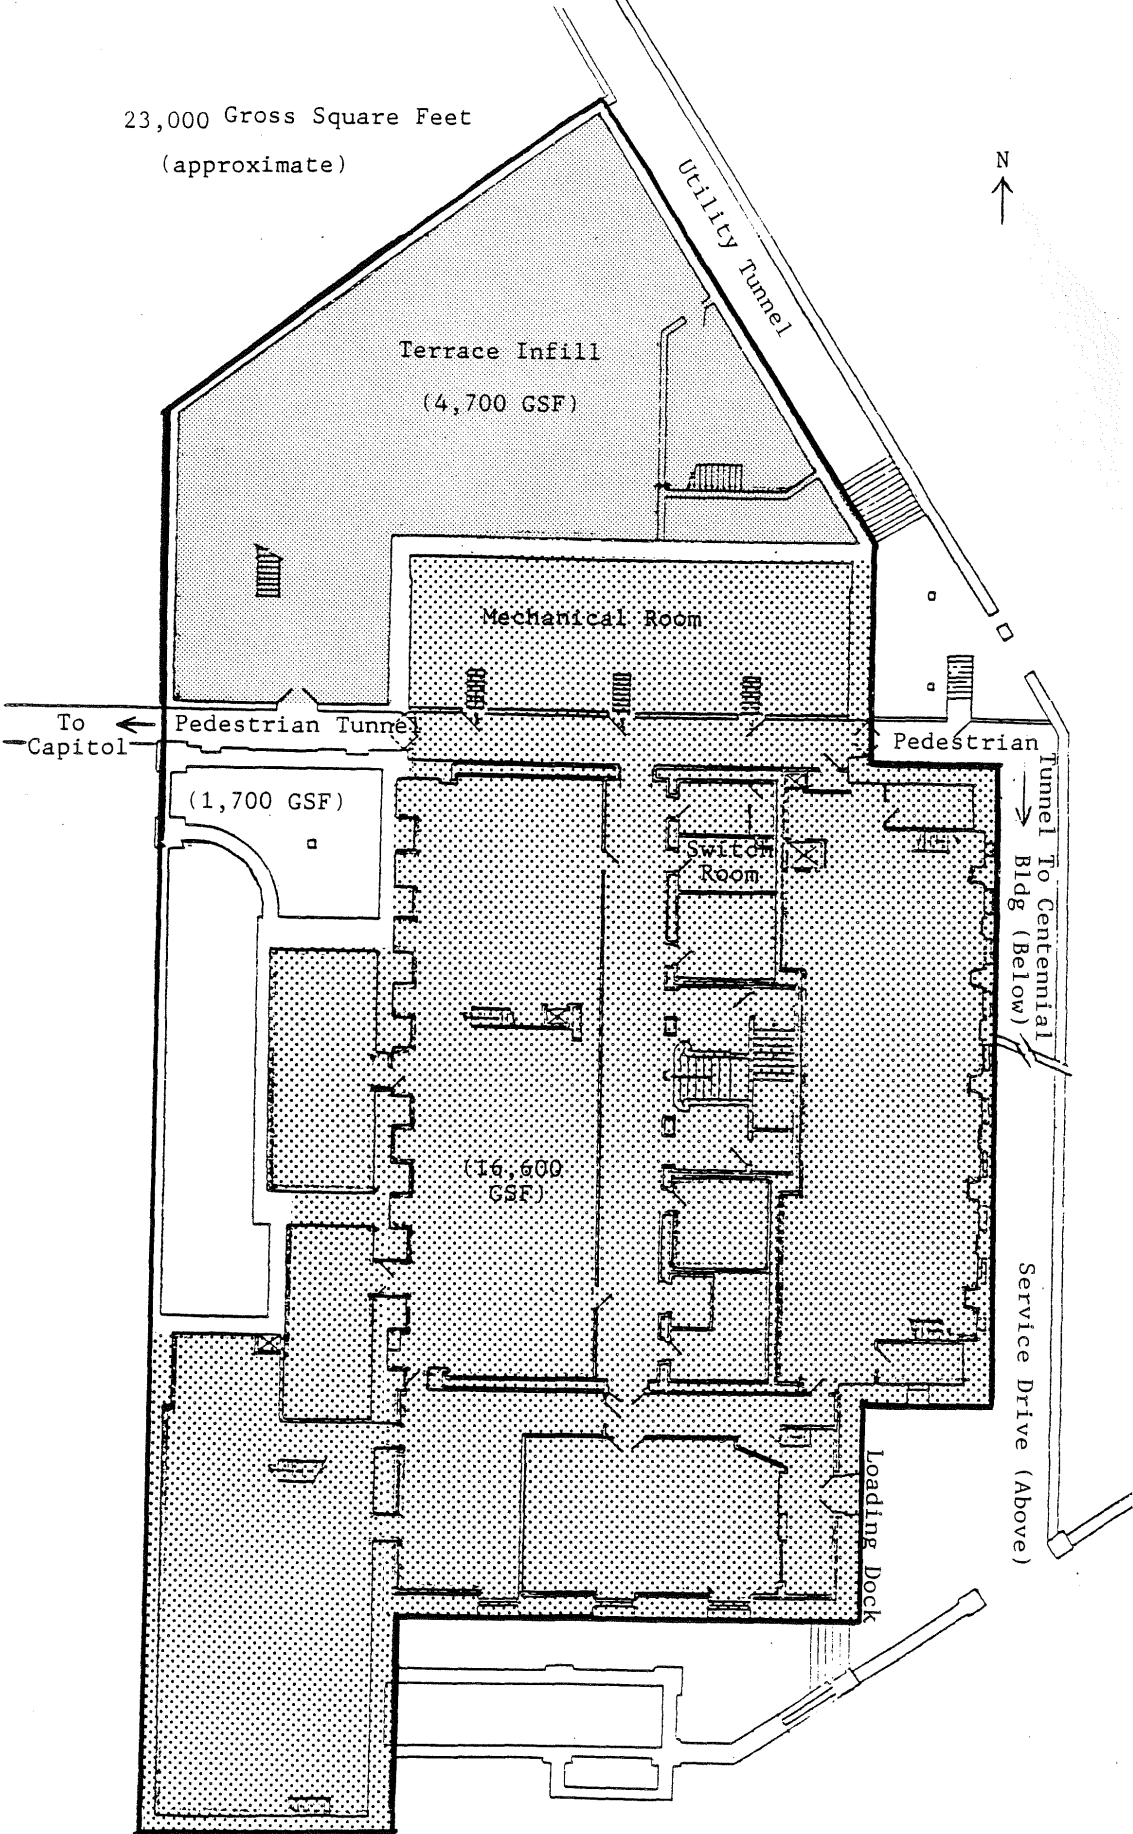 23,000 Gross Square Feet
(approximate)
N
Utility Tunnel
Terrace Infill
(4,700 GSF)
Mechanical Room
To
Capitol
Pedestrian Tunnel
Pedestrian
Tunnel To Centennial
Bldg (Below)
(1,700 GSF)
Switch
Room
(16,600
GSF)
Service Drive (Above)
Loading Dock